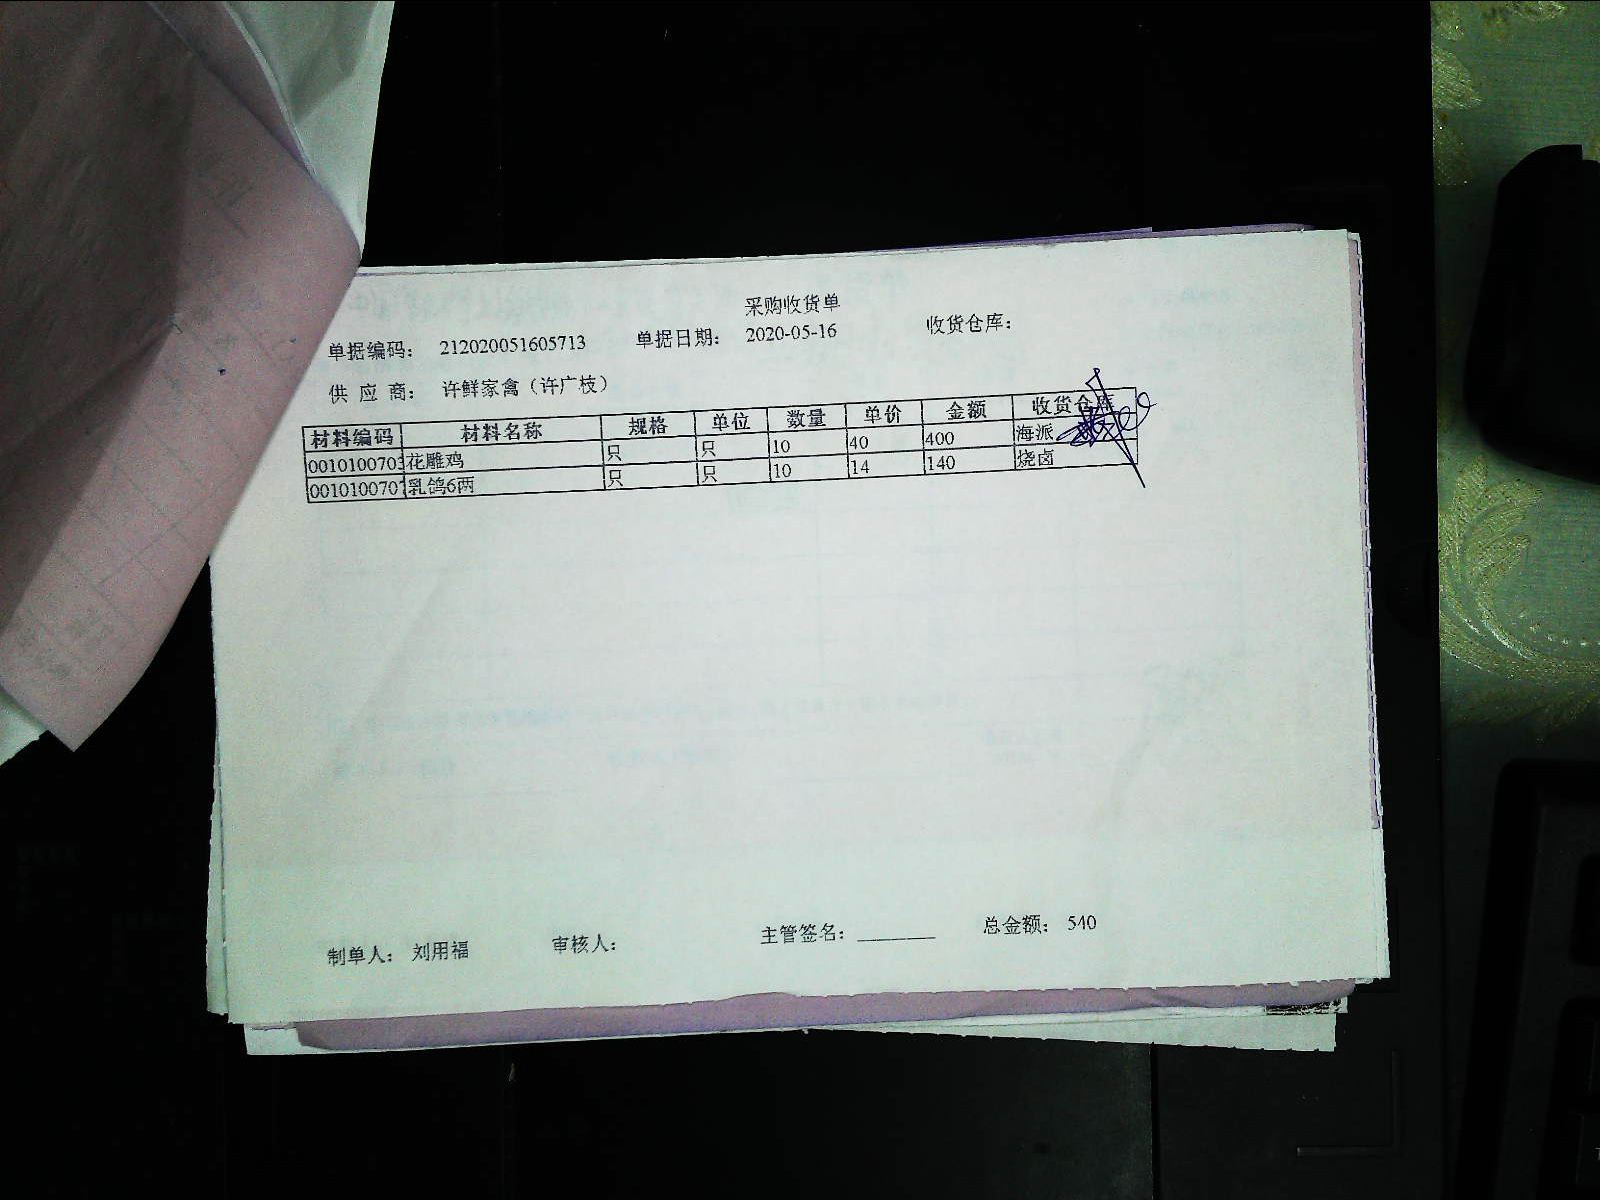 采购收货单
单据编码： 212020051605713 单据日期： 2020-05-16 收货仓库：
供 应 商： 许鲜家禽（许广枝）
材料编码 材料名称 规格 单位 数量 单价 金额 收货仓库
0010100703 花雕鸡 只 只 10 40 400 海派
0010100707 乳鸽6两 只 只 10 14 140 烧卤
制单人： 刘用福 审核人： 主管签名： ________ 总金额： 540